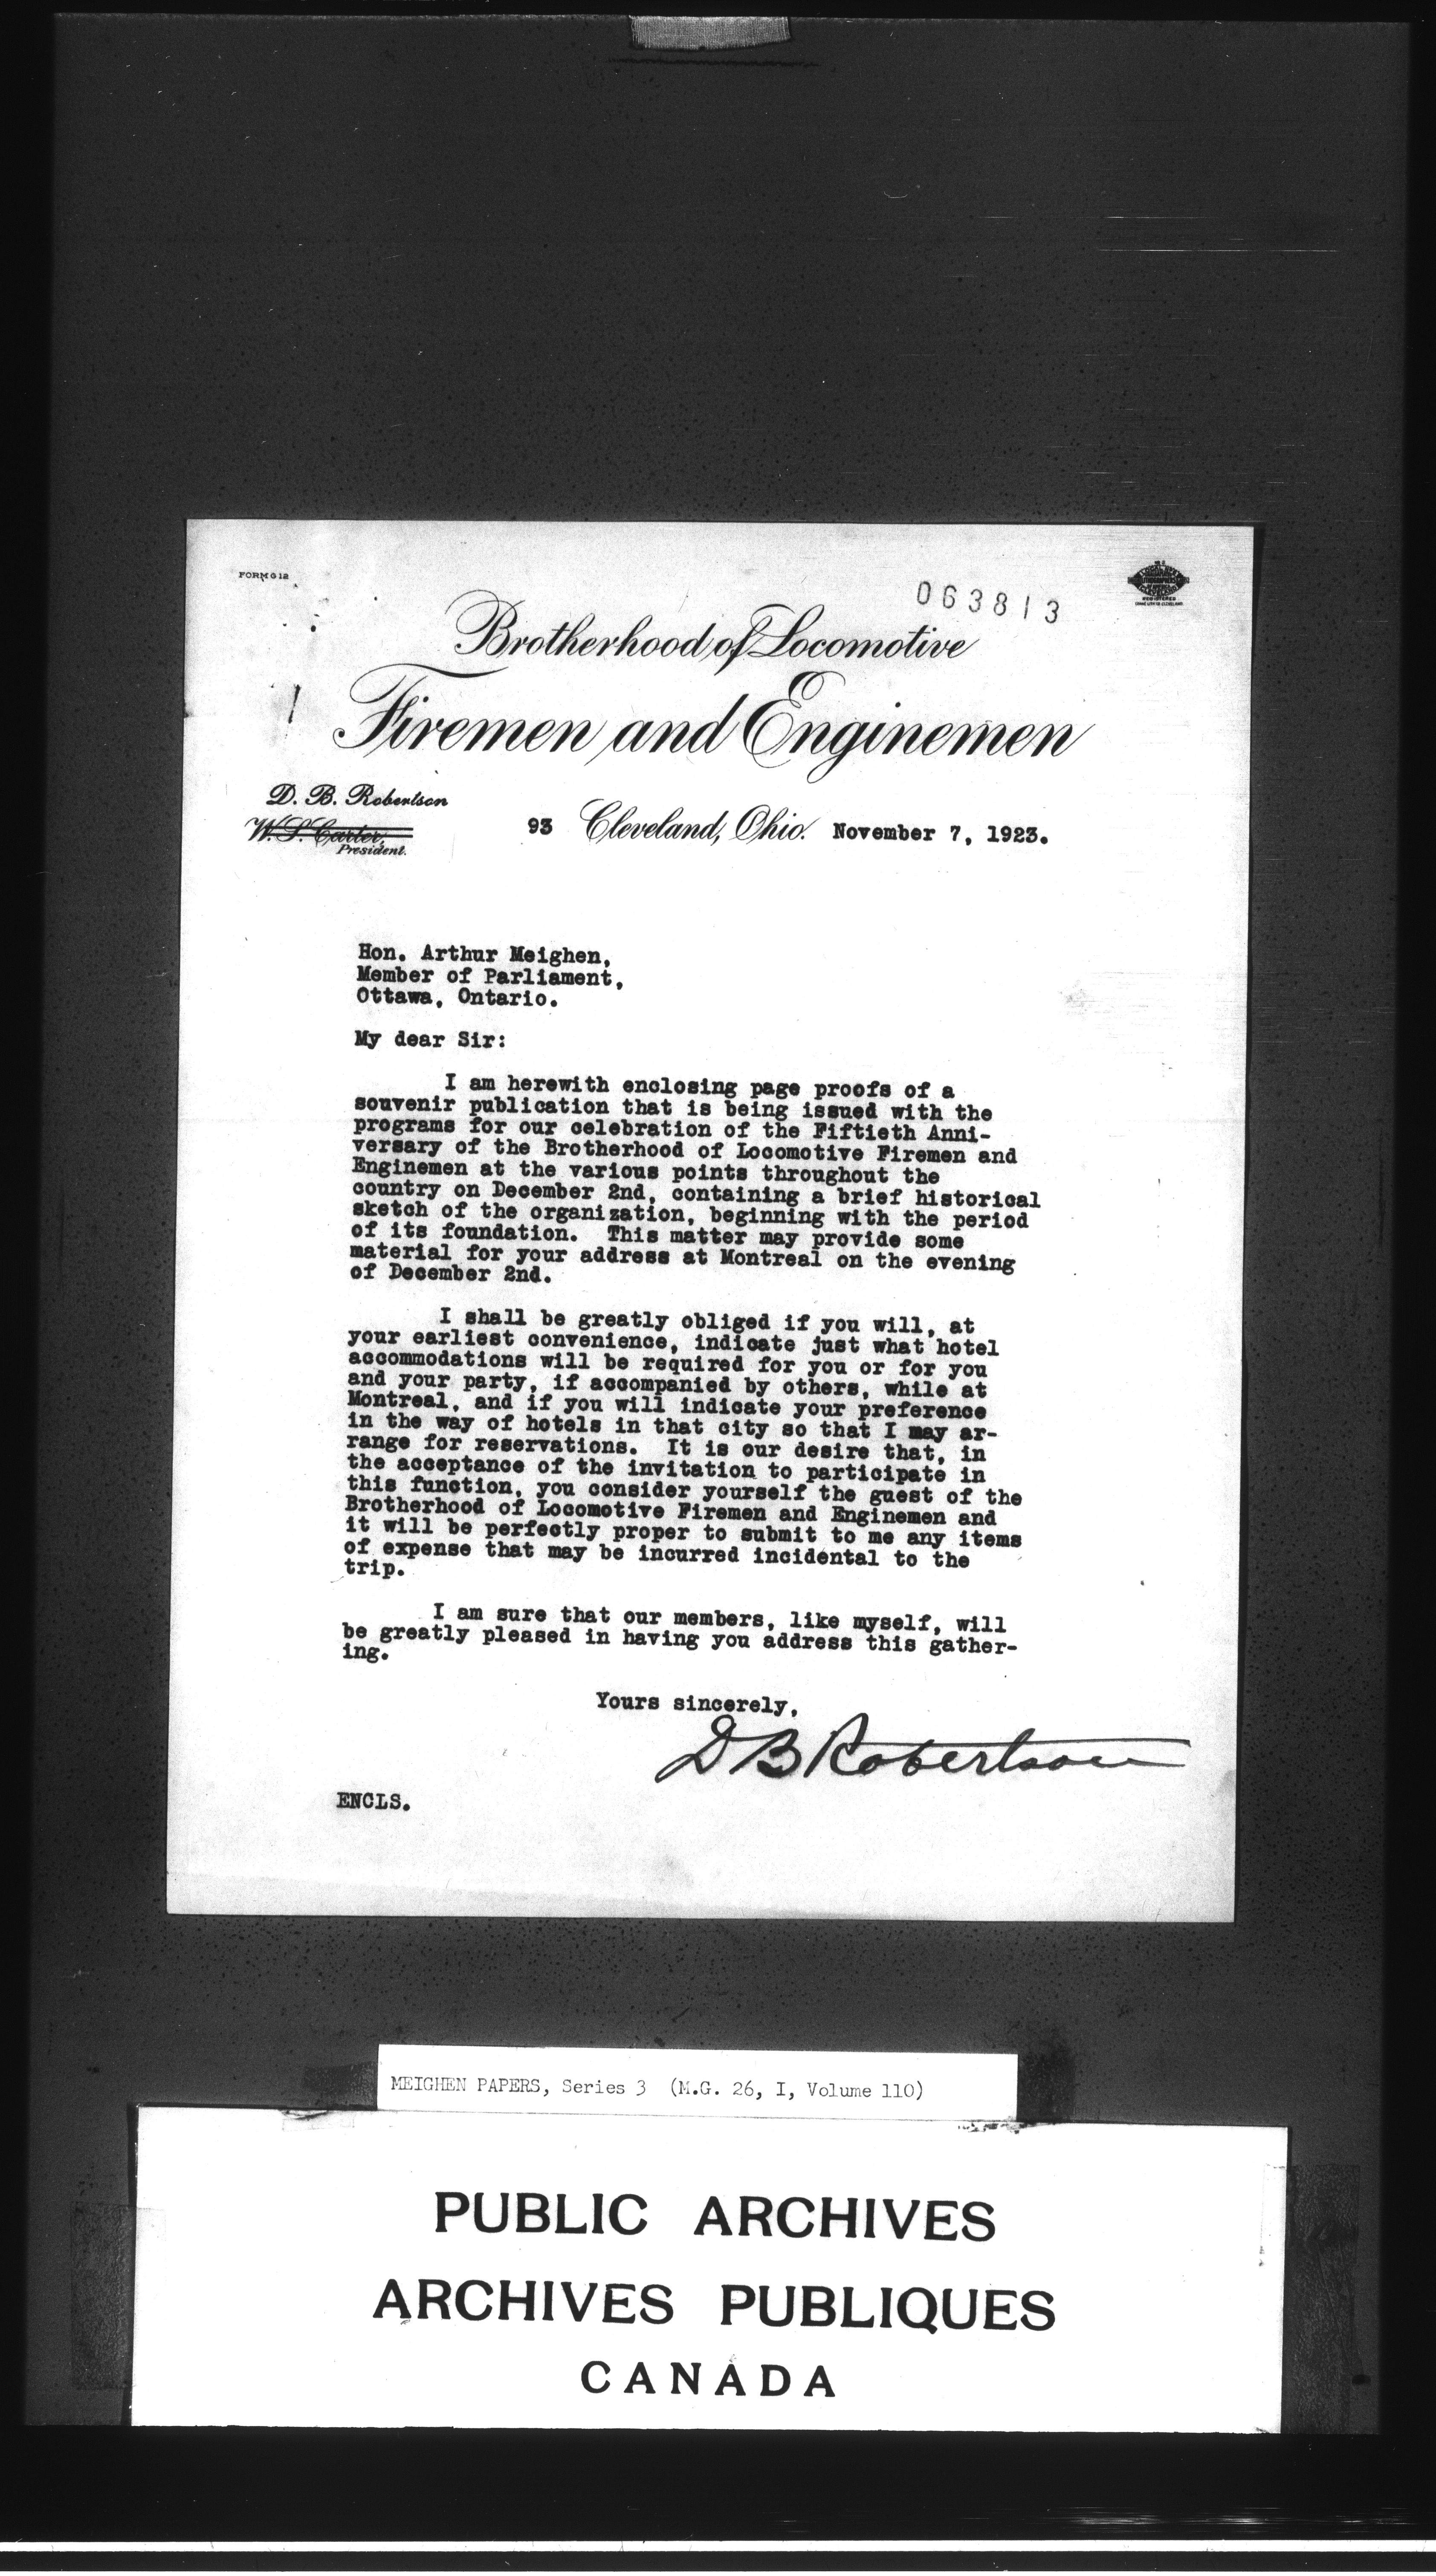 FORM G 12
063813
Brotherhood of Locomotive
Firemen and Enginemen
D. B. Robertson
W. S. Carter,
President.
93 Cleveland, Ohio. November 7, 1923.
Hon. Arthur Meighen,
Member of Parliament,
Ottawa, Ontario.
My dear Sir:
I am herewith enclosing page proofs of a
souvenir publication that is being issued with the
programs for our celebration of the Fiftieth Anni-
versary of the Brotherhood of Locomotive Firemen and
Enginemen at the various points throughout the
country on December 2nd, containing a brief historical
sketch of the organization, beginning with the period
of its foundation. This matter may provide some
material for your address at Montreal on the evening
of December 2nd.
I shall be greatly obliged if you will, at
your earliest convenience, indicate just what hotel
accommodations will be required for you or for you
and your party, if accompanied by others, while at
Montreal, and if you will indicate your preference
in the way of hotels in that city so that I may ar-
range for reservations. It is our desire that, in
the acceptance of the invitation to participate in
this function, you consider yourself the guest of the
Brotherhood of Locomotive Firemen and Enginemen and
it will be perfectly proper to submit to me any items
of expense that may be incurred incidental to the
trip.
I am sure that our members, like myself, will
be greatly pleased in having you address this gather-
ing.
Yours sincerely,
D B Robertson
ENCLS.
MEIGHEN PAPERS, Series 3 (M.G. 26, I, Volume 110)
PUBLIC ARCHIVES
ARCHIVES PUBLIQUES
CANADA